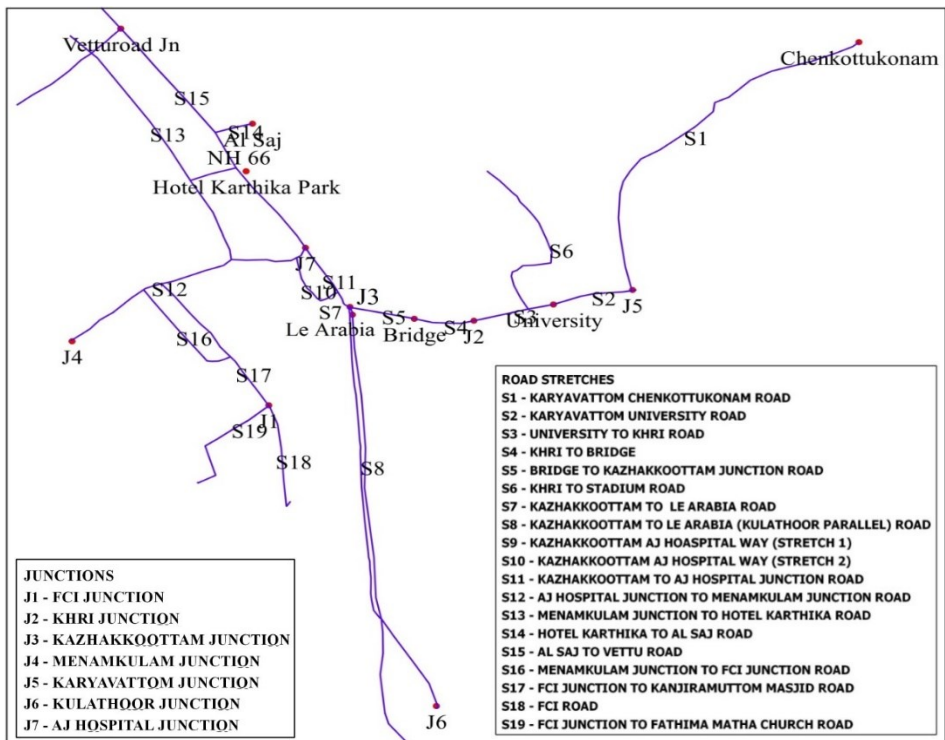 Vetturoad Jn
Chenkottukonam
S15
S1
S13
S14
Al Saj
NH 66
Hotel Karthika Park
S6
J7
S11
S12
S10
J3
S2
J5
S7
S5
S4
S3
University
Le Arabia
Bridge
J2
J4
S16
S17
J1
S19
S18
S8
J6
ROAD STRETCHES
S1 - KARYAVATTOM CHENKOTTUKONAM ROAD
S2 - KARYAVATTOM UNIVERSITY ROAD
S3 - UNIVERSITY TO KHRI ROAD
S4 - KHRI TO BRIDGE
S5 - BRIDGE TO KAZHAKKOOTTAM JUNCTION ROAD
S6 - KHRI TO STADIUM ROAD
S7 - KAZHAKKOOTTAM TO LE ARABIA ROAD
S8 - KAZHAKKOOTTAM TO LE ARABIA (KULATHOOR PARALLEL) ROAD
S9 - KAZHAKKOOTTAM AJ HOASPITAL WAY (STRETCH 1)
S10 - KAZHAKKOOTTAM AJ HOSPITAL WAY (STRETCH 2)
S11 - KAZHAKKOOTTAM TO AJ HOSPITAL JUNCTION ROAD
S12 - AJ HOSPITAL JUNCTION TO MENAMKULAM JUNCTION ROAD
S13 - MENAMKULAM JUNCTION TO HOTEL KARTHIKA ROAD
S14 - HOTEL KARTHIKA TO AL SAJ ROAD
S15 - AL SAJ TO VETTU ROAD
S16 - MENAMKULAM JUNCTION TO FCI JUNCTION ROAD
S17 - FCI JUNCTION TO KANJIRAMUTTOM MASJID ROAD
S18 - FCI ROAD
S19 - FCI JUNCTION TO FATHIMA MATHA CHURCH ROAD
JUNCTIONS
J1 - FCI JUNCTION
J2 - KHRI JUNCTION
J3 - KAZHAKKOOTTAM JUNCTION
J4 - MENAMKULAM JUNCTION
J5 - KARYAVATTOM JUNCTION
J6 - KULATHOOR JUNCTION
J7 - AJ HOSPITAL JUNCTION